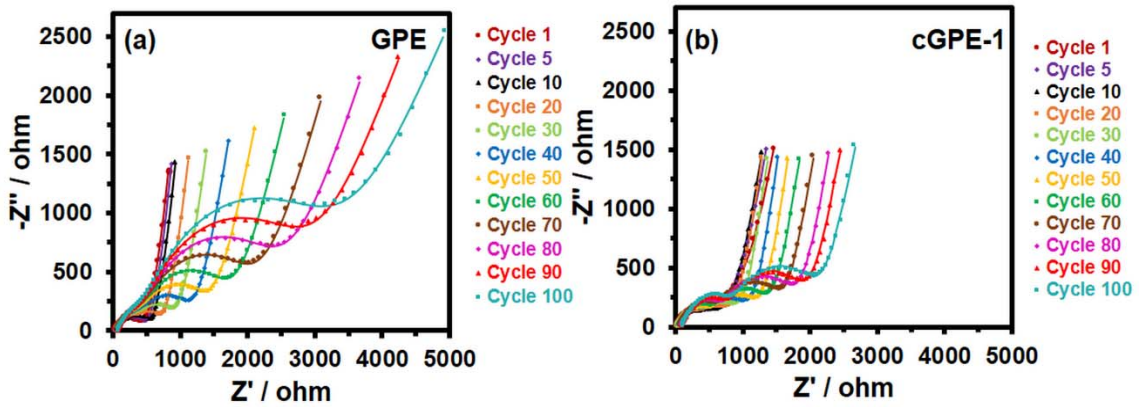 (a) GPE
-Z" / ohm
2500
2000
1500
1000
500
0
0 1000 2000 3000 4000 5000
Z' / ohm
Cycle 1
Cycle 5
Cycle 10
Cycle 20
Cycle 30
Cycle 40
Cycle 50
Cycle 60
Cycle 70
Cycle 80
Cycle 90
Cycle 100
(b) cGPE-1
-Z" / ohm
2500
2000
1500
1000
500
0
0 1000 2000 3000 4000 5000
Z' / ohm
Cycle 1
Cycle 5
Cycle 10
Cycle 20
Cycle 30
Cycle 40
Cycle 50
Cycle 60
Cycle 70
Cycle 80
Cycle 90
Cycle 100